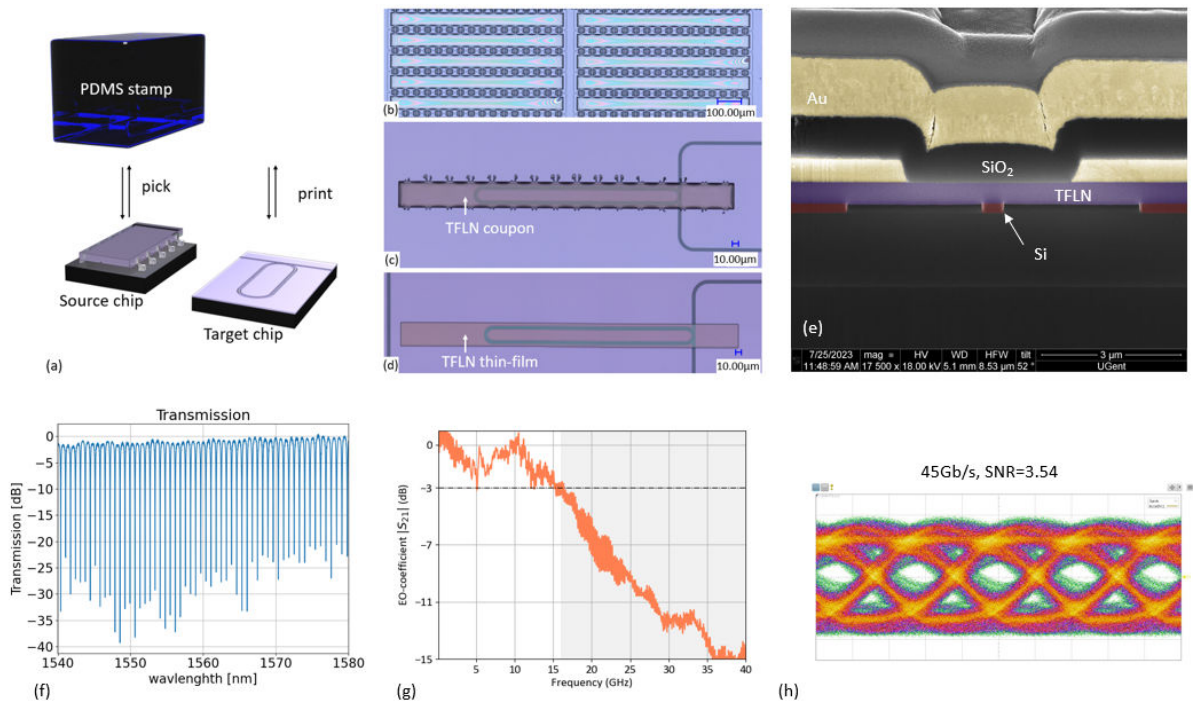 PDMS stamp
pick
print
Source chip
Target chip
(a)
(b)
100.00μm
TFLN coupon
(c)
10.00μm
TFLN thin-film
(d)
10.00μm
Au
SiO2
TFLN
Si
(e)
7/25/2023 mag ⌗ HV WD HFW tilt 3 μm
11:48:59 AM 17 500 x 18.00 kV 5.1 mm 8.53 μm 52 ° UGent
Transmission
Transmission [dB]
0
−5
−10
−15
−20
−25
−30
−35
−40
1540 1550 1560 1570 1580
wavlenghth [nm]
(f)
EO-coefficient |S21| (dB)
0
-3
-7
-11
-15
5 10 15 20 25 30 35 40
Frequency (GHz)
(g)
45Gb/s, SNR=3.54
(h)